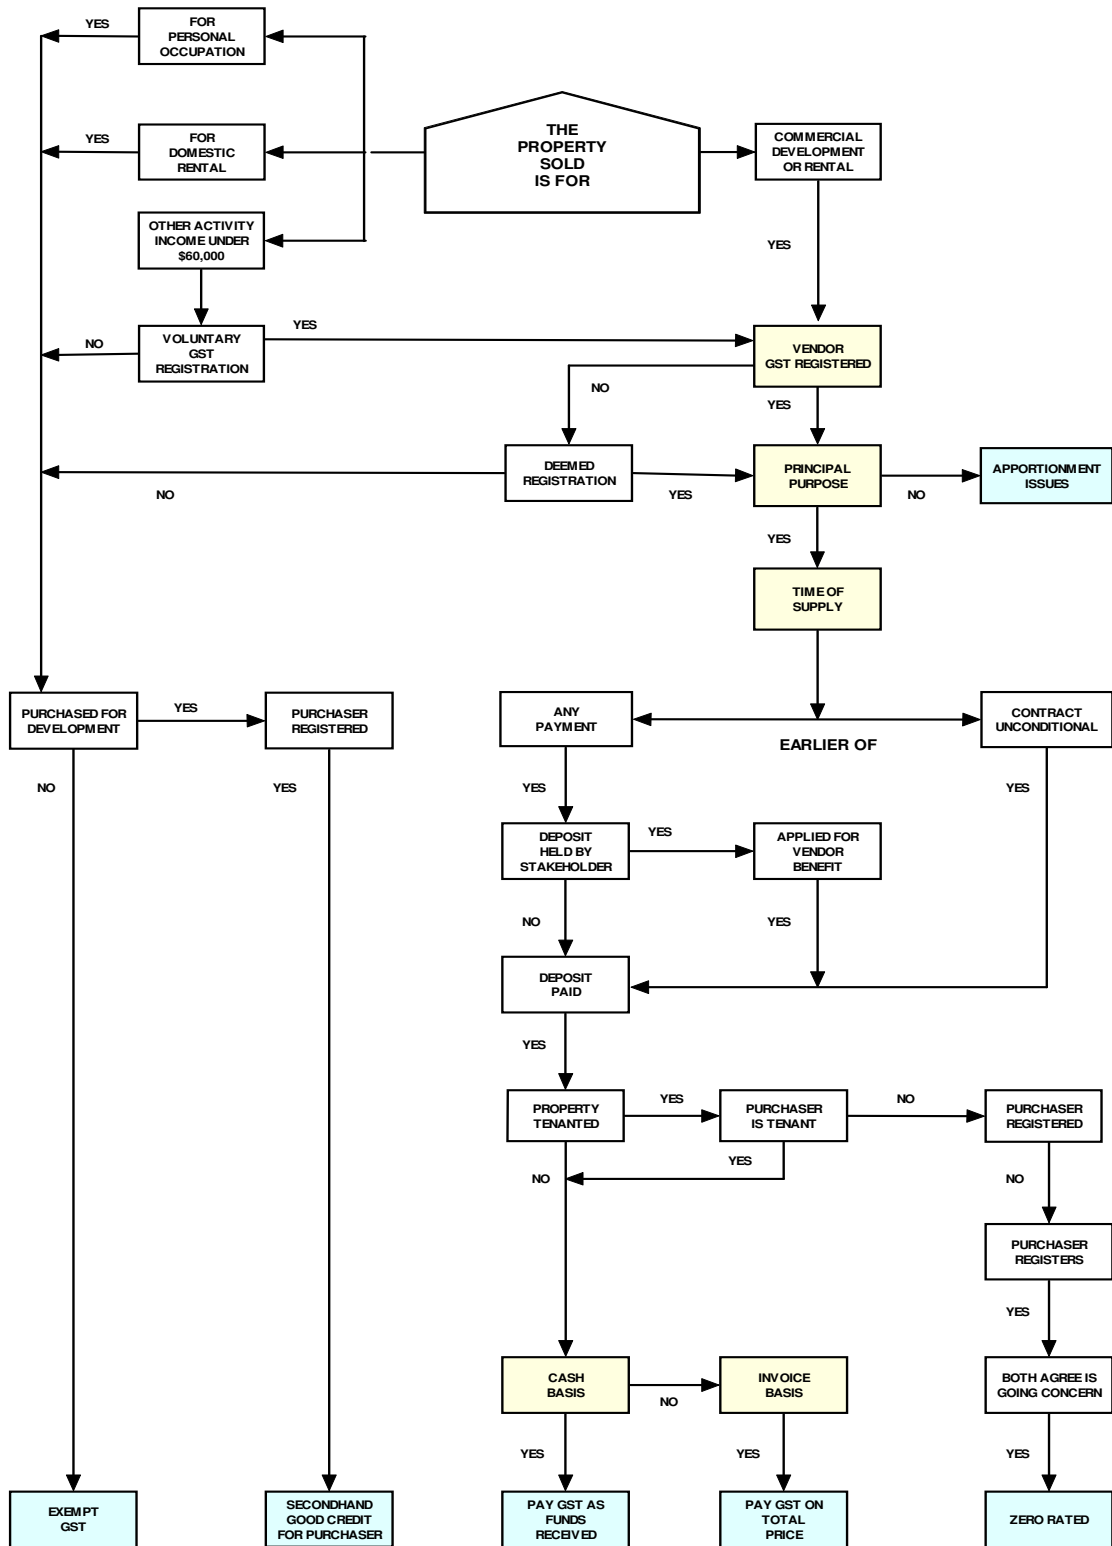 YES
FOR
PERSONAL
OCCUPATION
THE
PROPERTY
SOLD
IS FOR
YES
FOR
DOMESTIC
RENTAL
COMMERCIAL
DEVELOPMENT
OR RENTAL
OTHER ACTIVITY
INCOME UNDER
$60,000
YES
NO
VOLUNTARY
GST
REGISTRATION
YES
VENDOR
GST REGISTERED
NO
YES
DEEMED
REGISTRATION
NO
YES
PRINCIPAL
PURPOSE
NO
APPORTIONMENT
ISSUES
YES
TIME OF
SUPPLY
PURCHASED FOR
DEVELOPMENT
YES
PURCHASER
REGISTERED
ANY
PAYMENT
EARLIER OF
CONTRACT
UNCONDITIONAL
NO
YES
YES
YES
DEPOSIT
HELD BY
STAKEHOLDER
YES
APPLIED FOR
VENDOR
BENEFIT
NO
YES
DEPOSIT
PAID
YES
PROPERTY
TENANTED
YES
PURCHASER
IS TENANT
NO
PURCHASER
REGISTERED
YES
NO
NO
PURCHASER
REGISTERS
YES
CASH
BASIS
NO
INVOICE
BASIS
BOTH AGREE IS
GOING CONCERN
YES
YES
YES
EXEMPT
GST
SECONDHAND
GOOD CREDIT
FOR PURCHASER
PAY GST AS
FUNDS
RECEIVED
PAY GST ON
TOTAL
PRICE
ZERO RATED